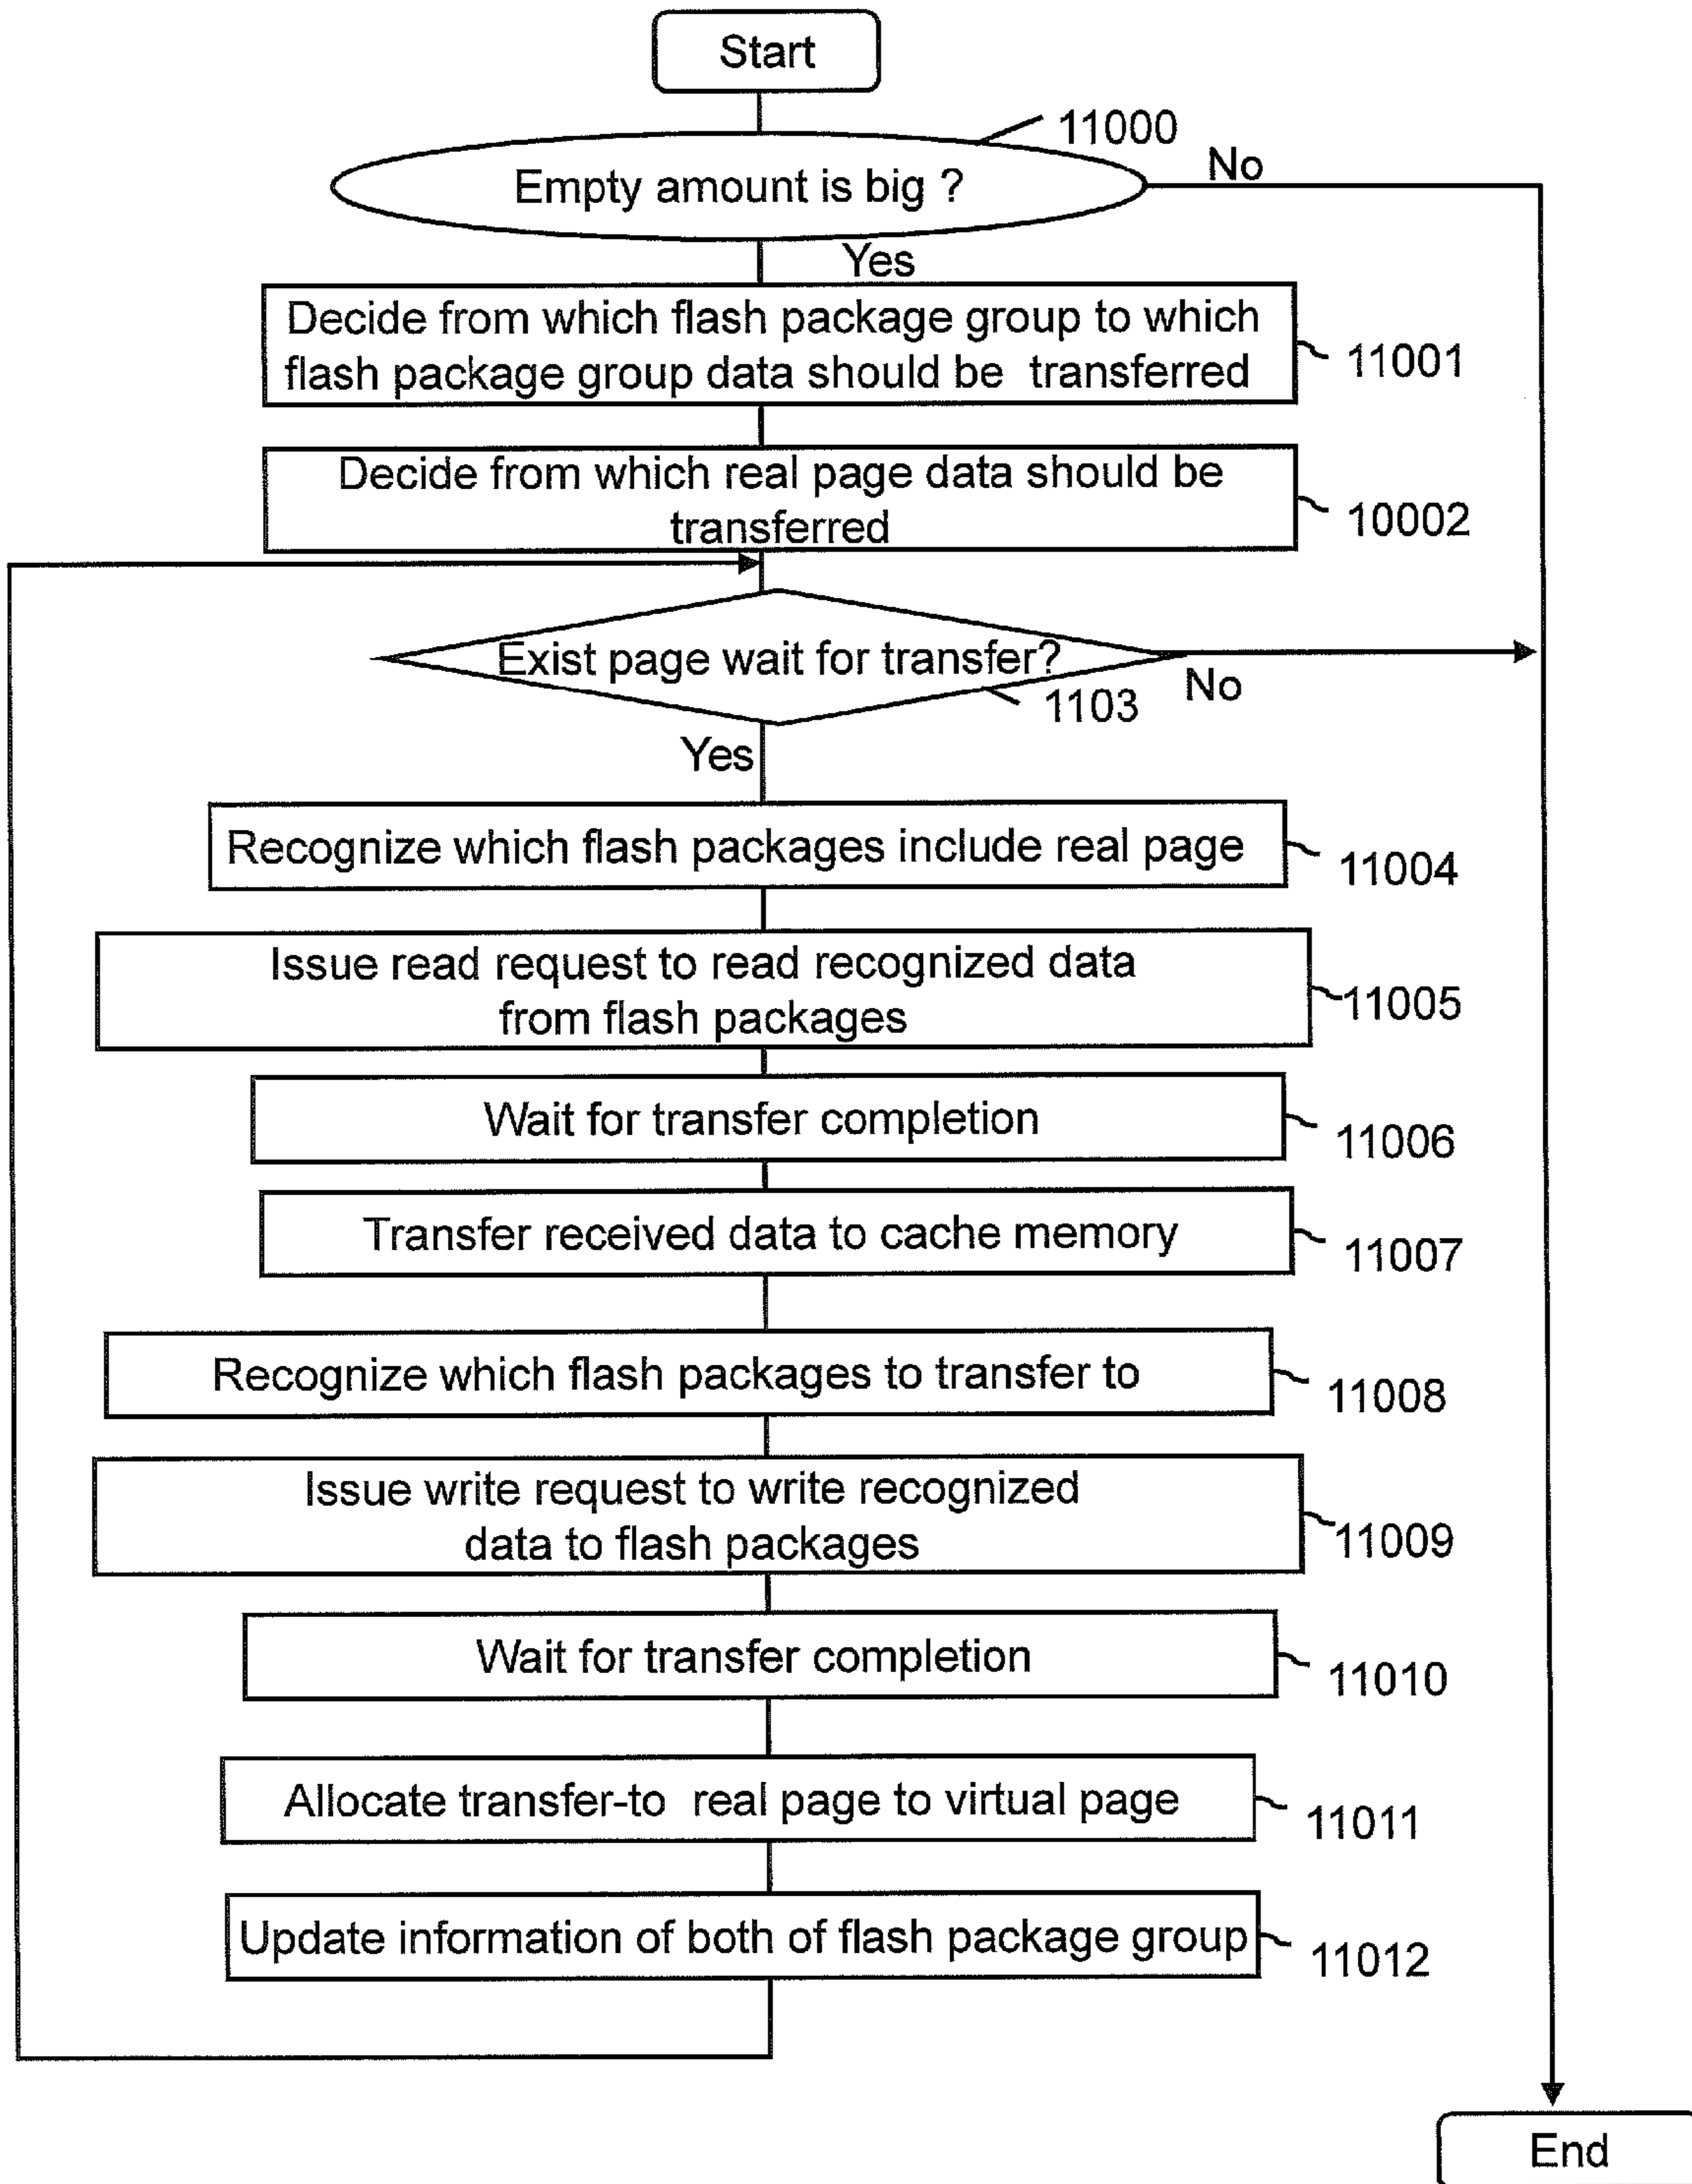 Start
11000
Empty amount is big ?
No
Yes
Decide from which flash package group to which
flash package group data should be transferred
11001
Decide from which real page data should be
transferred
10002
Exist page wait for transfer?
No
1103
Yes
Recognize which flash packages include real page
11004
Issue read request to read recognized data
from flash packages
11005
Wait for transfer completion
11006
Transfer received data to cache memory
11007
Recognize which flash packages to transfer to
11008
Issue write request to write recognized
data to flash packages
11009
Wait for transfer completion
11010
Allocate transfer-to real page to virtual page
11011
Update information of both of flash package group
11012
End